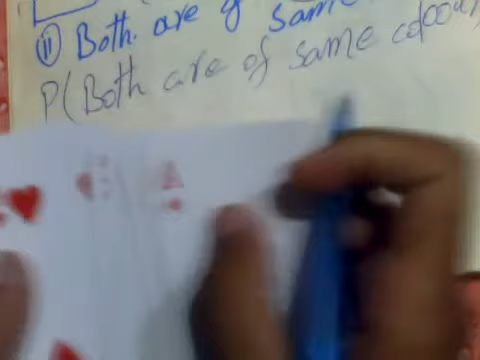 (ii) Both are of same
P(Both are of same colour)